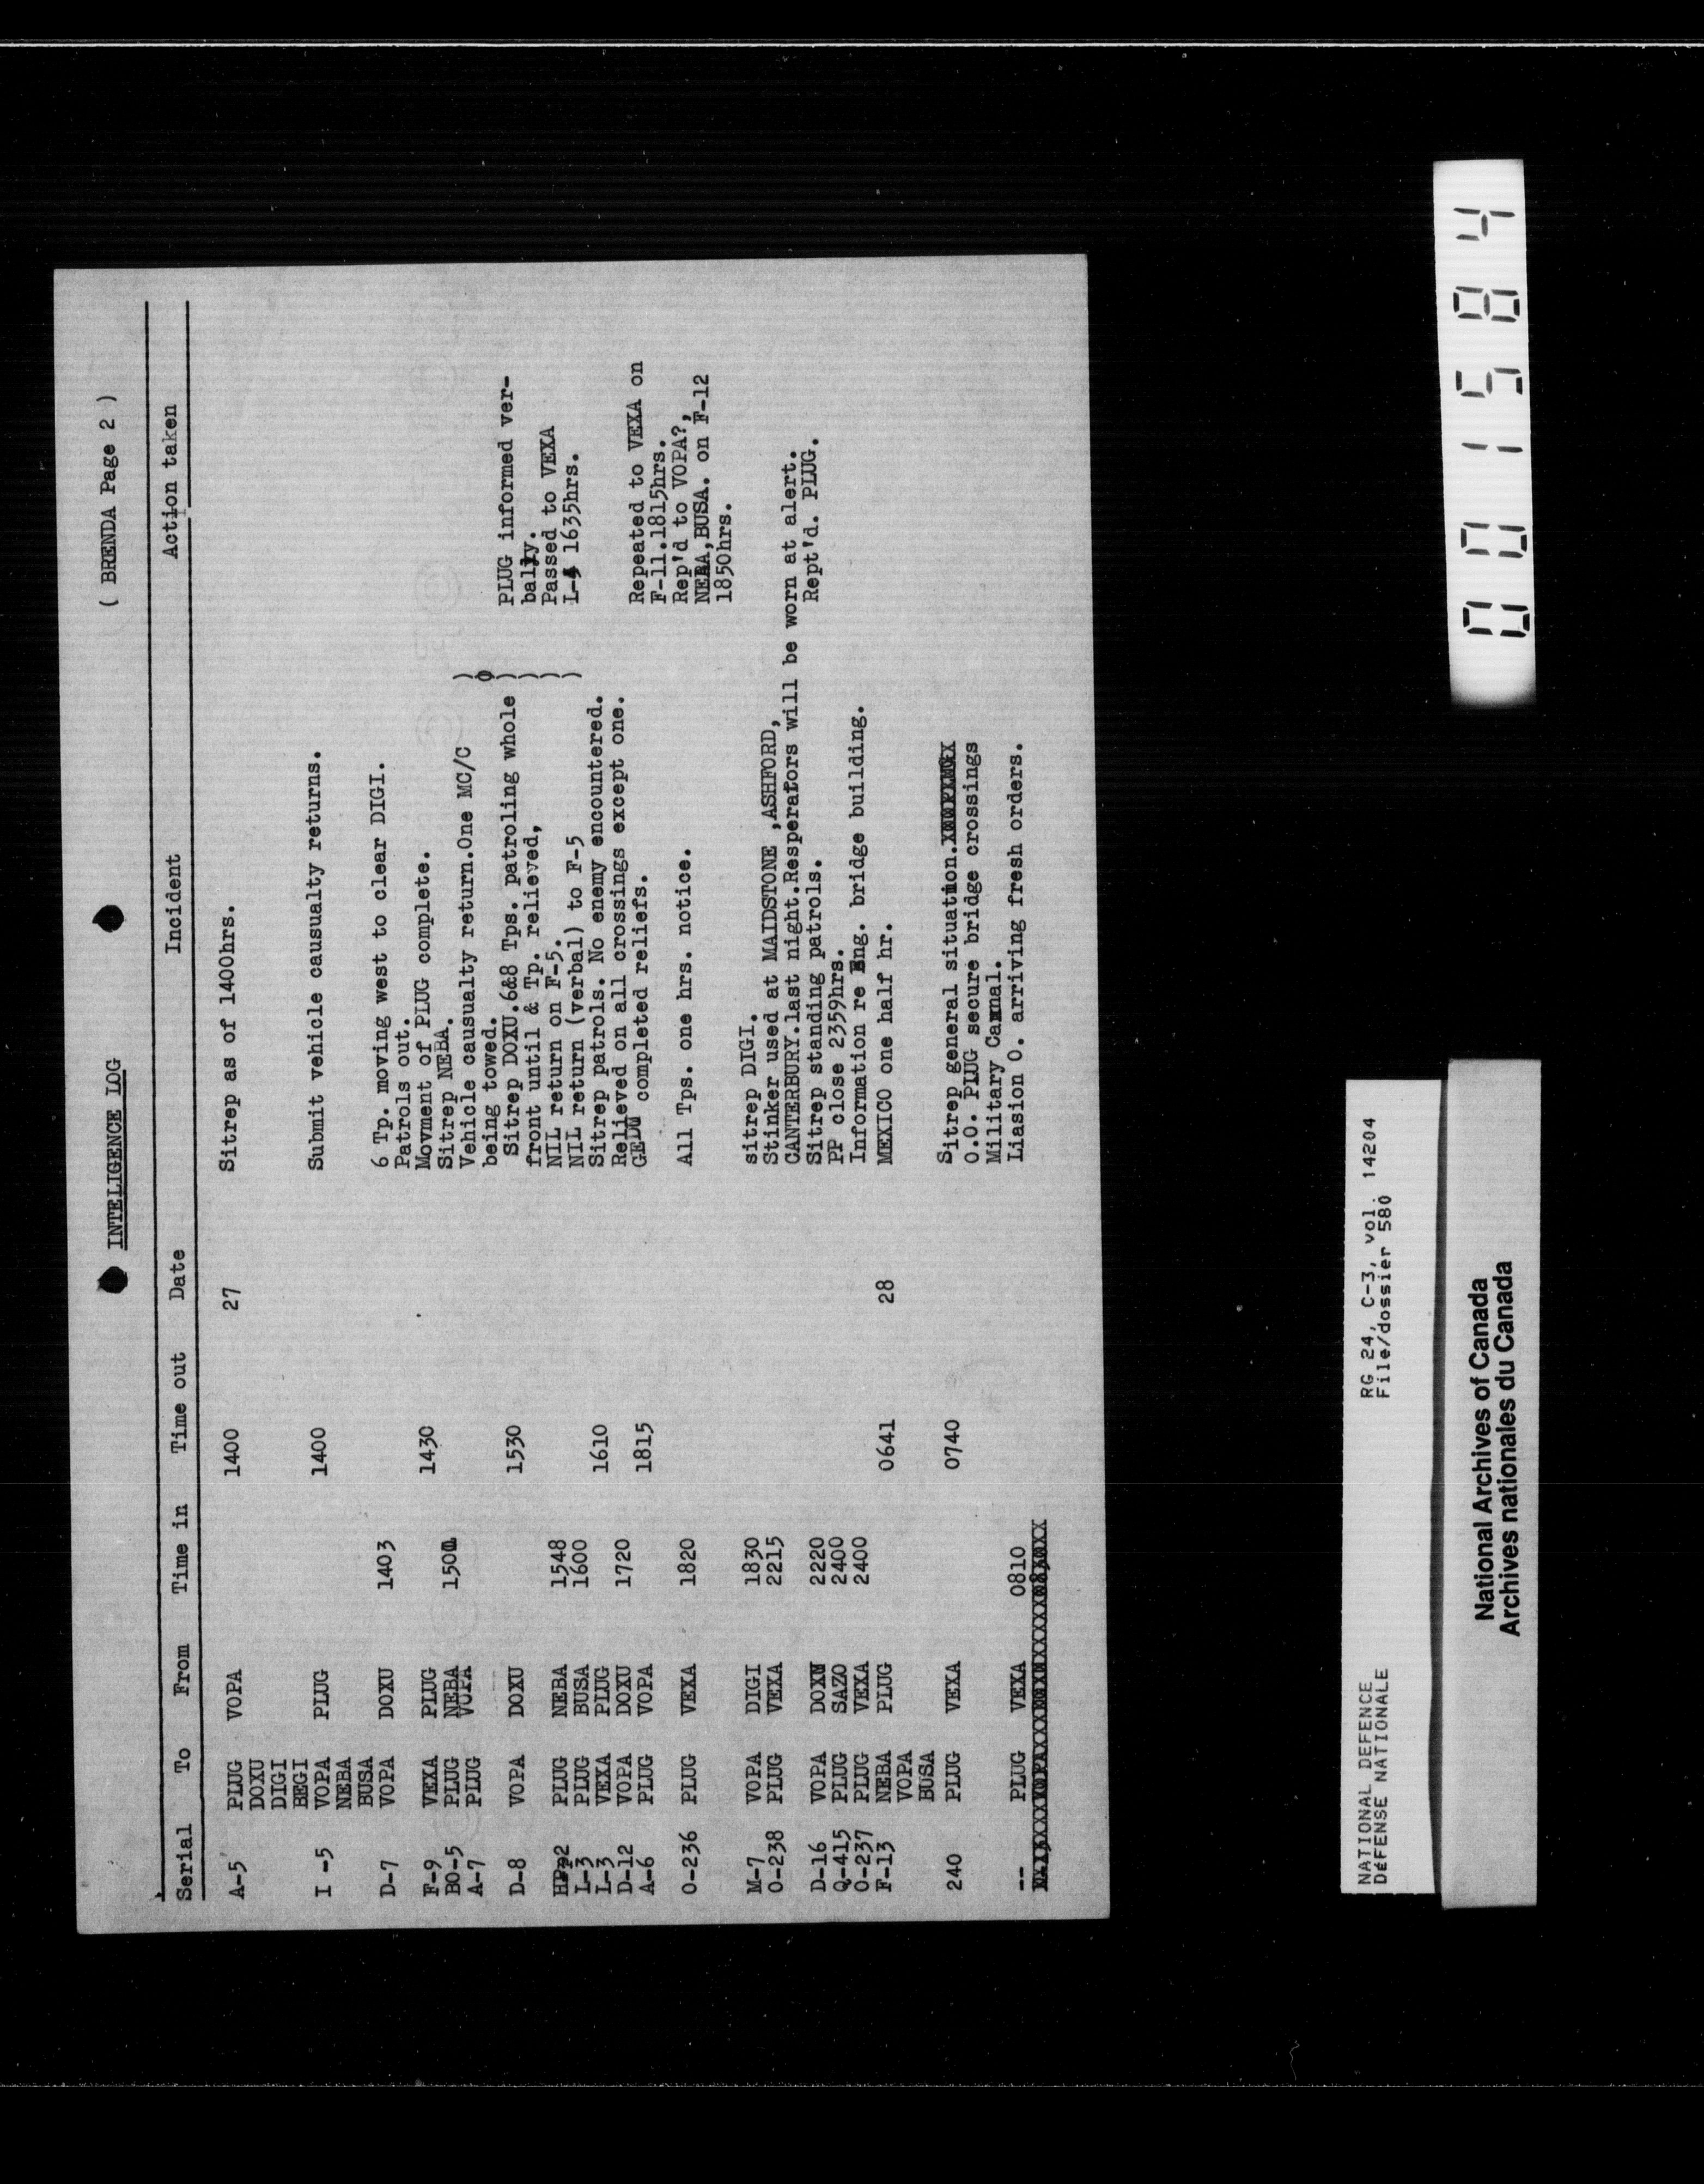 INTELIGENCE LOG ( BRENDA Page 2 )
Serial To From Time in Time out Date Incident Action taken
A-5 PLUG VOPA 1400 27 Sitrep as of 1400hrs.
DOXU
DIGI
BEGI
I -5 VOPA PLUG 1400 Submit vehicle causualty returns.
NEBA
BUSA
D-7 VOPA DOXU 1403 6 Tp. moving west to clear DIGI.
Patrols out.
F-9 VEXA PLUG 1430 Movment of PLUG complete.
BO-5 PLUG NEBA 150 Sitrep NEBA.
A-7 PLUG VOPA Vehicle causualty return.One MC/C )
being towed. )
D-8 VOPA DOXU 1530 Sitrep DOXU.6&8 Tps. patroling whole ) PLUG informed ver-
front until & Tp. relieved, ) bally.
HPp2 PLUG NEBA 1548 NIL return on F-5. ) Passed to VEXA
L-3 PLUG BUSA 1600 NIL return (verbal) to F-5 ) L-4 1635hrs.
L-3 VEXA PLUG 1610 Sitrep patrols. No enemy encountered.
D-12 VOPA DOXU 1720 Relieved on all crossings except one.
A-6 PLUG VOPA 1815 GEDU completed reliefs. Repeated to VEXA on
F-11.1815hrs.
O-236 PLUG VEXA 1820 All Tps. one hrs. notice. Rep'd to VOPA?,
NEBA,BUSA. on F-12
1850hrs.
M-7 VOPA DIGI 1830 sitrep DIGI.
O-238 PLUG VEXA 2215 Stinker used at MAIDSTONE ,ASHFORD,
CANTERBURY.last night.Resperators will be worn at alert.
D-16 VOPA DOXU 2220 Sitrep standing patrols. Rept'd. PLUG.
Q-415 PLUG SAZO 2400 PP close 2359hrs.
O-237 PLUG VEXA 2400 Information re Eng. bridge building.
F-13 NEBA PLUG 0641 28 MEXICO one half hr.
VOPA
BUSA
240 PLUG VEXA 0740 Sitrep general situation.
O.O. PLUG secure bridge crossings
Military Canal.
-- PLUG VEXA 0810 Liasion O. arriving fresh orders.
NATIONAL DEFENCE RG 24, C-3, vol. 14204
DÉFENSE NATIONALE File/dossier 580
National Archives of Canada
Archives nationales du Canada
001584